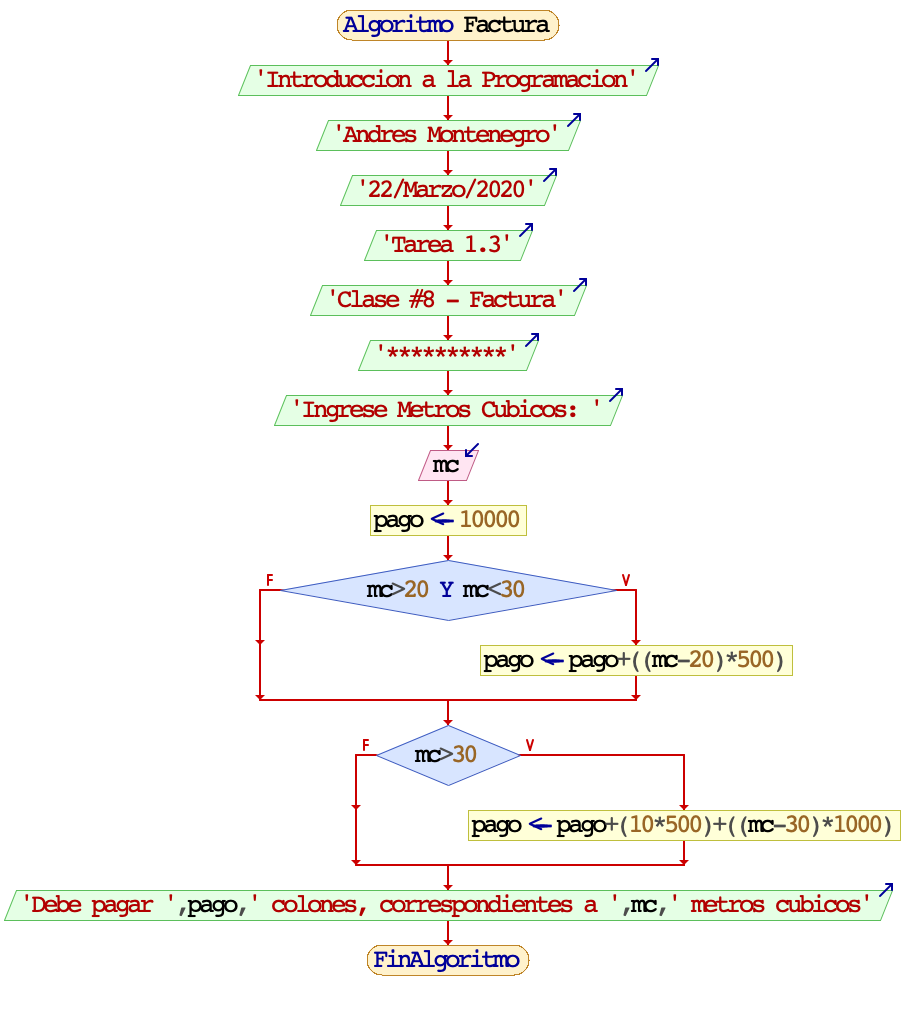 Algoritmo Factura
'Introduccion a la Programacion'
'Andres Montenegro'
'22/Marzo/2020'
'Tarea 1.3'
'Clase #8 - Factura'
'**********'
'Ingrese Metros Cubicos: '
mc
pago ← 10000
F
mc>20 Y mc<30
V
pago ← pago+((mc-20)*500)
F
mc>30
V
pago ← pago+(10*500)+((mc-30)*1000)
'Debe pagar ',pago,' colones, correspondientes a ',mc,' metros cubicos'
FinAlgoritmo